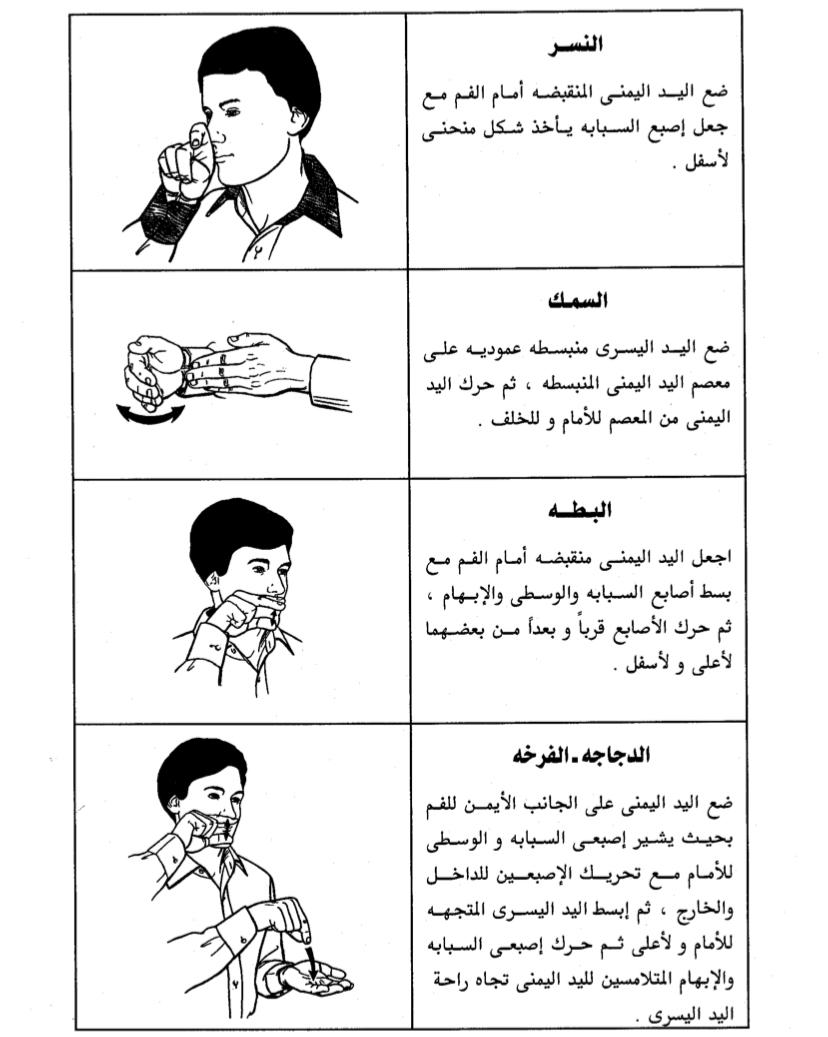 النسر
ضع اليد اليمنى المنقبضه أمام الفم مع
جعل إصبع السبابه يأخذ شكل منحنى
لأسفل .
السمك
ضع اليد اليسرى منبسطه عموديه على
معصم اليد اليمنى المنبسطه ، ثم حرك اليد
اليمنى من المعصم للأمام و للخلف .
البطه
اجعل اليد اليمنى منقبضه أمام الفم مع
بسط أصابع السبابه والوسطى والإبهام ،
ثم حرك الأصابع قرباً و بعداً من بعضهما
لأعلى و لأسفل .
الدجاجه - الفرخه
ضع اليد اليمنى على الجانب الأيمن للفم
بحيث يشير إصبعى السبابه و الوسطى
للأمام مع تحريك الإصبعين للداخل
والخارج ، ثم إبسط اليد اليسرى المتجهه
للأمام و لأعلى ثم حرك إصبعى السبابه
والإبهام المتلامسين لليد اليمنى تجاه راحة
اليد اليسرى .